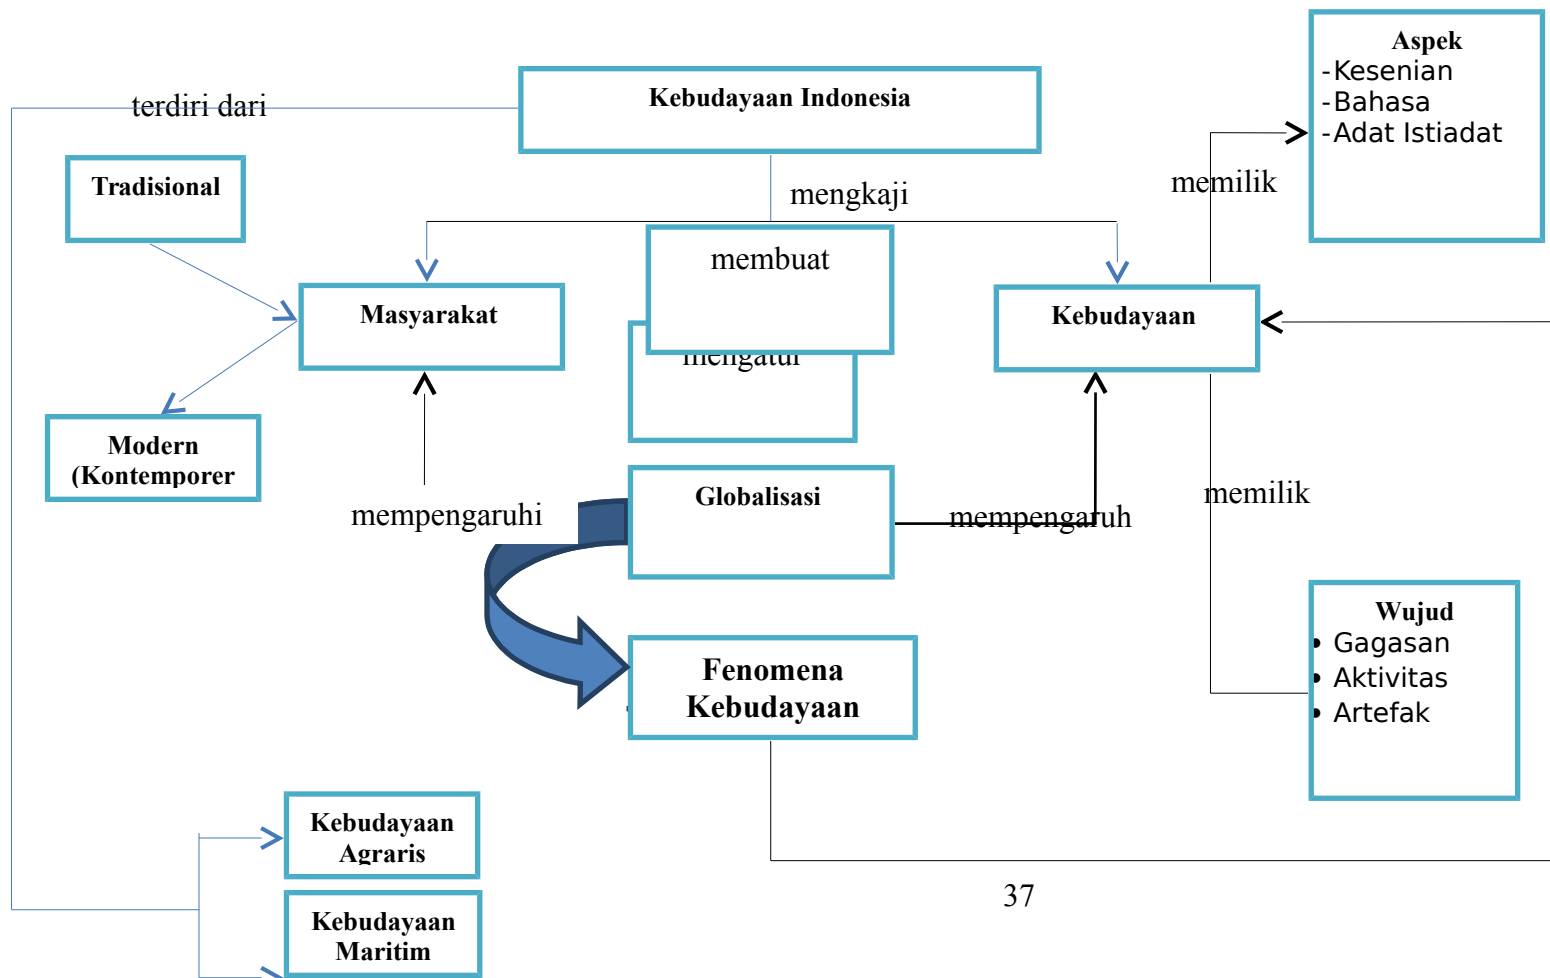 Aspek
-Kesenian
-Bahasa
-Adat Istiadat
Kebudayaan Indonesia
terdiri dari
Tradisional
memilik
mengkaji
membuat
Masyarakat
Kebudayaan
mengatur
Modern
(Kontemporer
Globalisasi
memilik
mempengaruhi
mempengaruh
Wujud
• Gagasan
• Aktivitas
• Artefak
Fenomena
Kebudayaan
Kebudayaan
Agraris
37
Kebudayaan
Maritim